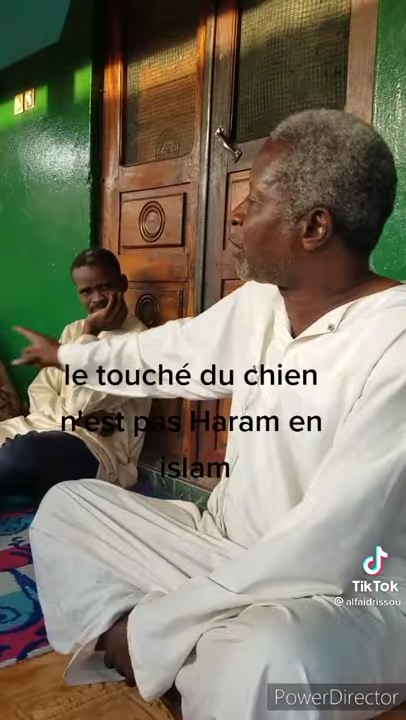 le touché du chien
n'est pas Haram en
islam
TikTok
@alfaidrissou
PowerDirector